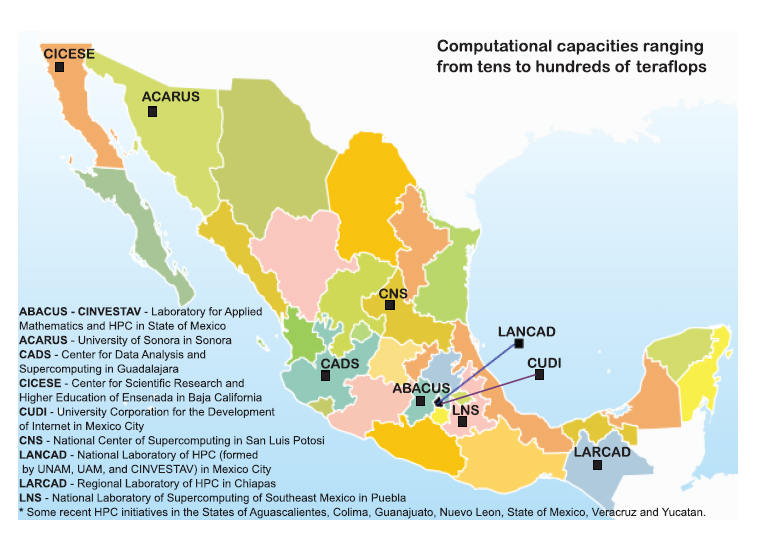 Computational capacities ranging
from tens to hundreds of teraflops
CICESE
ACARUS
CNS
LANCAD
CUDI
CADS
ABACUS
LNS
LARCAD
ABACUS - CINVESTAV - Laboratory for Applied
Mathematics and HPC in State of Mexico
ACARUS - University of Sonora in Sonora
CADS - Center for Data Analysis and
Supercomputing in Guadalajara
CICESE - Center for Scientific Research and
Higher Education of Ensenada in Baja California
CUDI - University Corporation for the Development
of Internet in Mexico City
CNS - National Center of Supercomputing in San Luis Potosi
LANCAD - National Laboratory of HPC (formed
by UNAM, UAM, and CINVESTAV) in Mexico City
LARCAD - Regional Laboratory of HPC in Chiapas
LNS - National Laboratory of Supercomputing of Southeast Mexico in Puebla
* Some recent HPC initiatives in the States of Aguascalientes, Colima, Guanajuato, Nuevo Leon, State of Mexico, Veracruz and Yucatan.